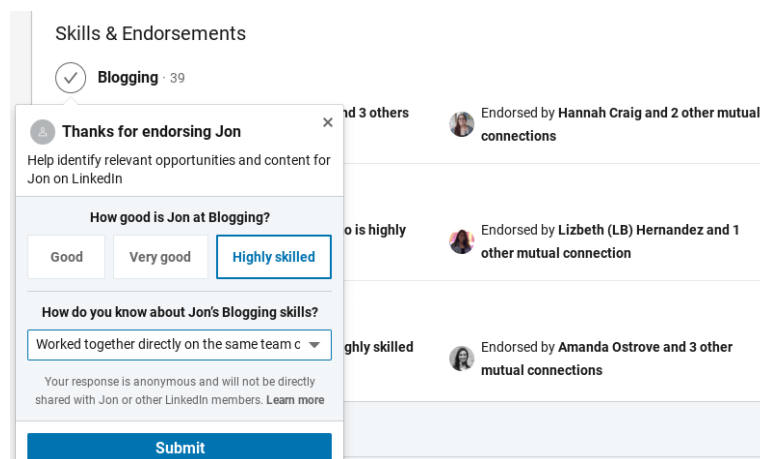 Skills & Endorsements
Blogging · 39
nd 3 others
Endorsed by Hannah Craig and 2 other mutual
connections
Thanks for endorsing Jon
×
Help identify relevant opportunities and content for
Jon on LinkedIn
How good is Jon at Blogging?
o is highly
Endorsed by Lizbeth (LB) Hernandez and 1
other mutual connection
Good
Very good
Highly skilled
How do you know about Jon's Blogging skills?
Worked together directly on the same team c
ghly skilled
Endorsed by Amanda Ostrove and 3 other
mutual connections
Your response is anonymous and will not be directly
shared with Jon or other LinkedIn members. Learn more
Submit